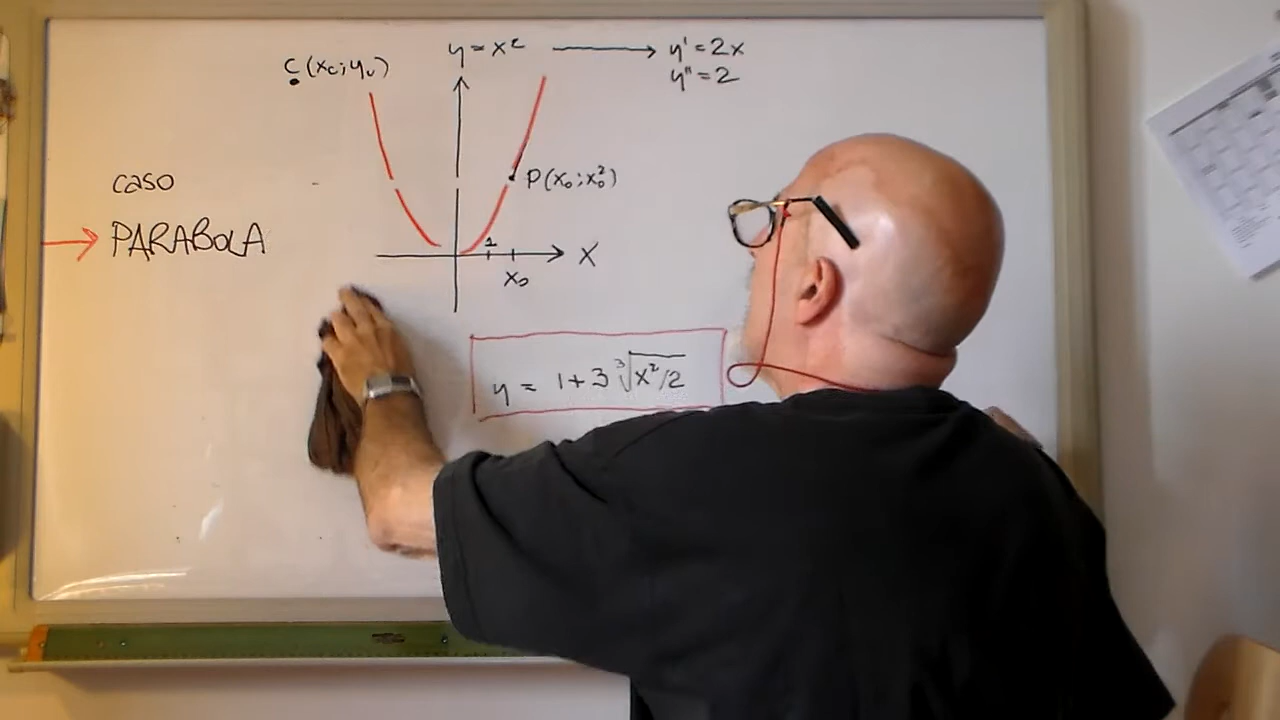 y = x²
y' = 2x
y'' = 2
C (xc; yc)
caso
PARABOLA
P(x₀; x₀²)
1
X
x₀
y = 1 + 3 ∛x²/2